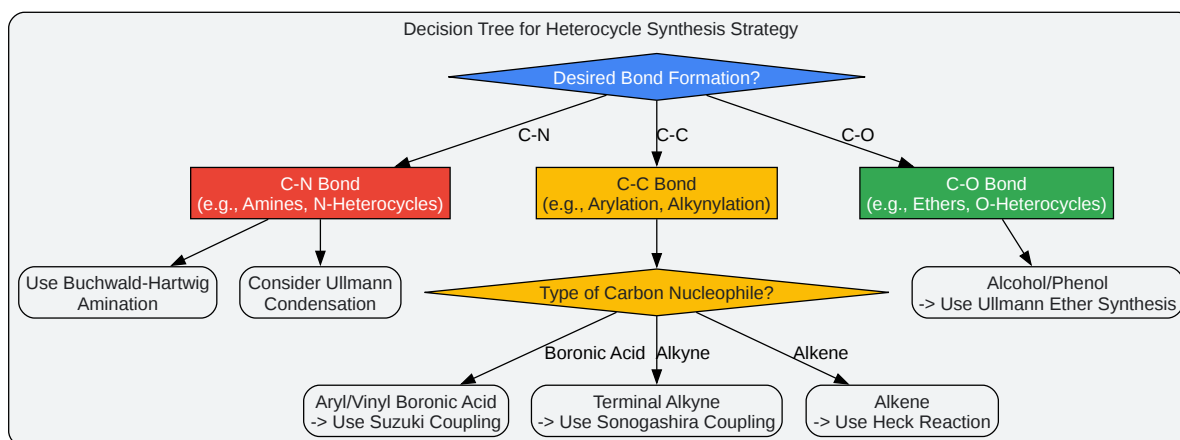 Decision Tree for Heterocycle Synthesis Strategy
Desired Bond Formation?
C-N
C-C
C-O
C-N Bond
(e.g., Amines, N-Heterocycles)
C-C Bond
(e.g., Arylation, Alkynylation)
C-O Bond
(e.g., Ethers, O-Heterocycles)
Use Buchwald-Hartwig
Amination
Consider Ullmann
Condensation
Type of Carbon Nucleophile?
Alcohol/Phenol
-> Use Ullmann Ether Synthesis
Boronic Acid
Alkyne
Alkene
Aryl/Vinyl Boronic Acid
-> Use Suzuki Coupling
Terminal Alkyne
-> Use Sonogashira Coupling
Alkene
-> Use Heck Reaction